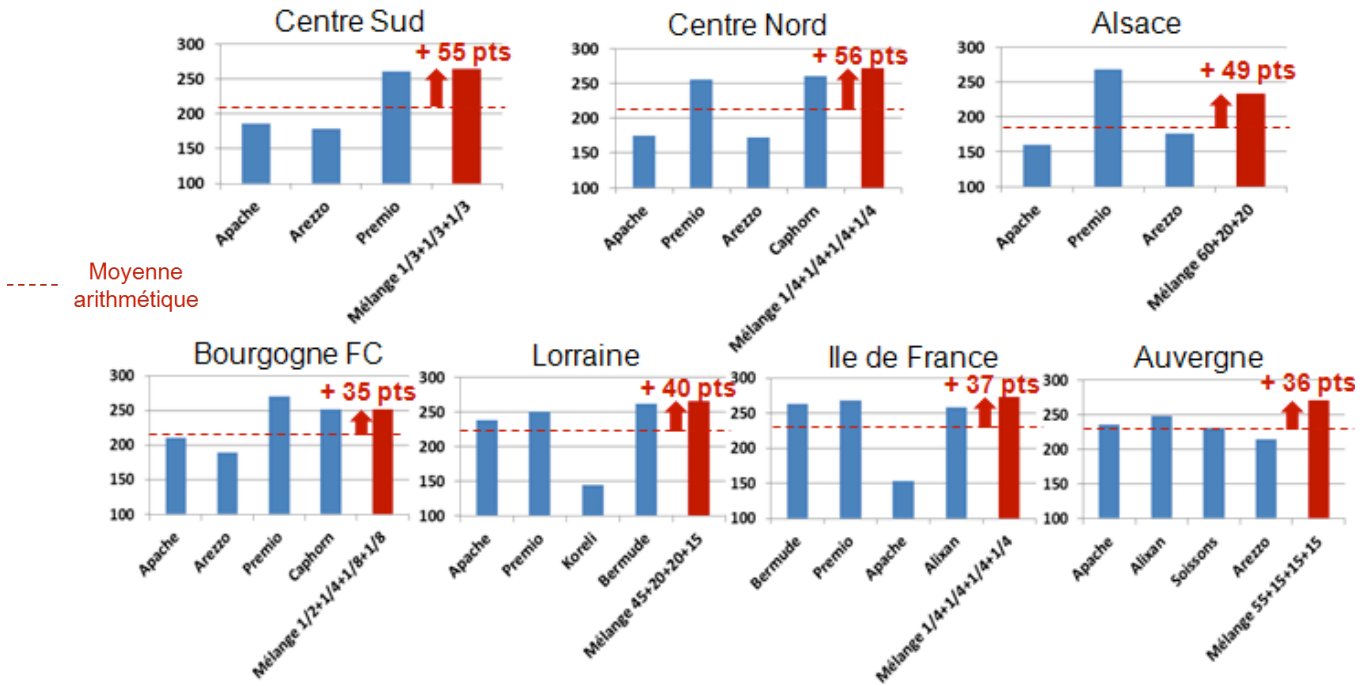 Centre Sud
300
250
200
150
100
+ 55 pts
Apache
Arezzo
Premio
Mélange 1/3+1/3+1/3
Centre Nord
300
250
200
150
100
+ 56 pts
Apache
Premio
Arezzo
Caphorn
Mélange 1/4+1/4+1/4+1/4
Alsace
300
250
200
150
100
+ 49 pts
Apache
Premio
Arezzo
Mélange 60+20+20
Moyenne
arithmétique
Bourgogne FC
300
250
200
150
100
+ 35 pts
Apache
Arezzo
Premio
Caphorn
Mélange 1/2+1/4+1/8+1/8
Lorraine
300
250
200
150
100
+ 40 pts
Apache
Premio
Koreli
Bermude
Mélange 45+20+20+15
Ile de France
300
250
200
150
100
+ 37 pts
Bermude
Premio
Apache
Alixan
Mélange 1/4+1/4+1/4+1/4
Auvergne
300
250
200
150
100
+ 36 pts
Apache
Alixan
Soissons
Arezzo
Mélange 55+15+15+15